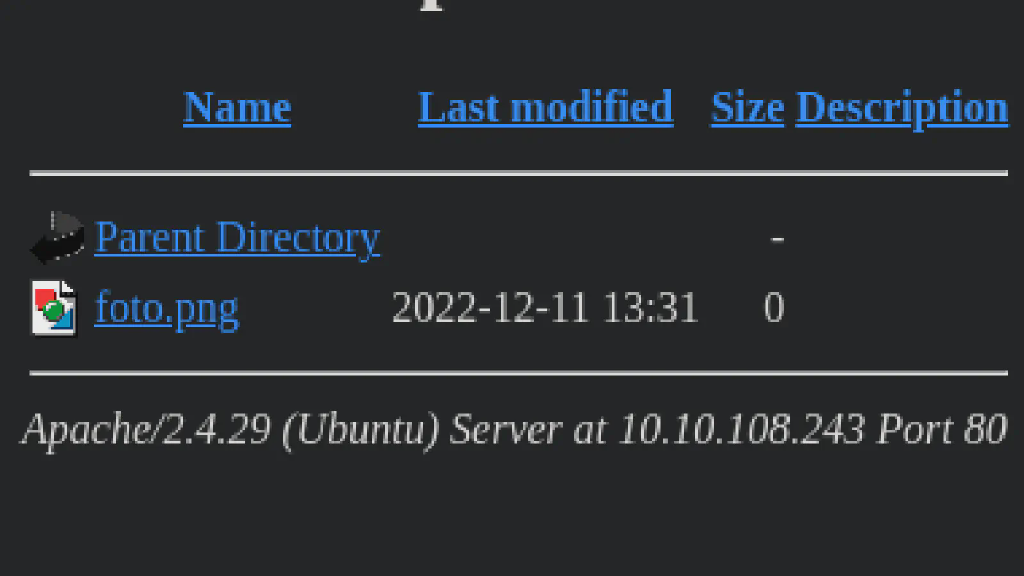 Name Last modified Size Description
Parent Directory -
foto.png 2022-12-11 13:31 0
Apache/2.4.29 (Ubuntu) Server at 10.10.108.243 Port 80